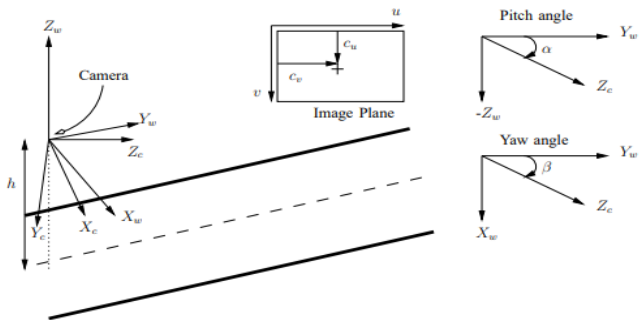 Z_w
Camera
Y_w
Z_c
h
Y_c
X_c
X_w
u
c_u
c_v
v
Image Plane
Pitch angle
Y_w
α
Z_c
-Z_w
Yaw angle
Y_w
β
Z_c
X_w